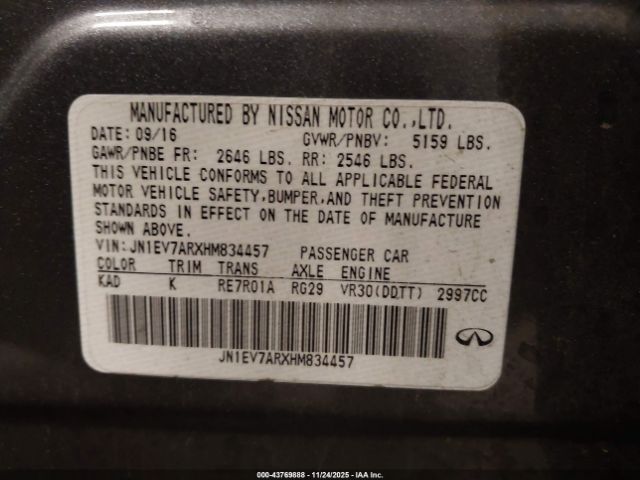 MANUFACTURED BY NISSAN MOTOR CO.,LTD.
DATE: 09/16 GVWR/PNBV: 5159 LBS.
GAWR/PNBE FR: 2646 LBS. RR: 2546 LBS.
THIS VEHICLE CONFORMS TO ALL APPLICABLE FEDERAL
MOTOR VEHICLE SAFETY,BUMPER,AND THEFT PREVENTION
STANDARDS IN EFFECT ON THE DATE OF MANUFACTURE
SHOWN ABOVE.
VIN: JN1EV7ARXHM834457 PASSENGER CAR
COLOR TRIM TRANS AXLE ENGINE
KAD K RE7R01A RG29 VR30(DDTT) 2997CC
JN1EV7ARXHM834457
000-43769888 - 11/24/2025 - IAA Inc.